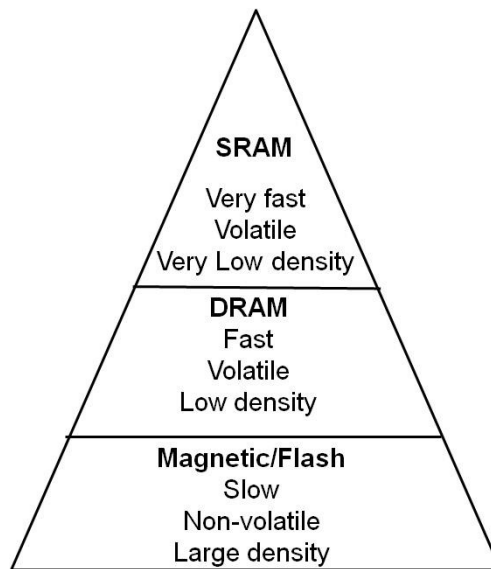 SRAM
Very fast
Volatile
Very Low density
DRAM
Fast
Volatile
Low density
Magnetic/Flash
Slow
Non-volatile
Large density